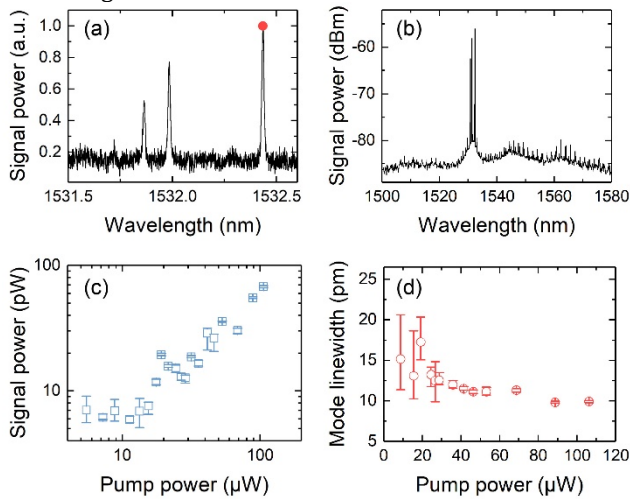 (a)
1.0
0.8
0.6
0.4
0.2
Signal power (a.u.)
1531.5 1532.0 1532.5
Wavelength (nm)
(b)
-60
-70
-80
Signal power (dBm)
1500 1520 1540 1560 1580
Wavelength (nm)
(c)
100
10
Signal power (pW)
10 100
Pump power (μW)
(d)
25
20
15
10
5
Mode linewidth (pm)
0 20 40 60 80 100 120
Pump power (μW)